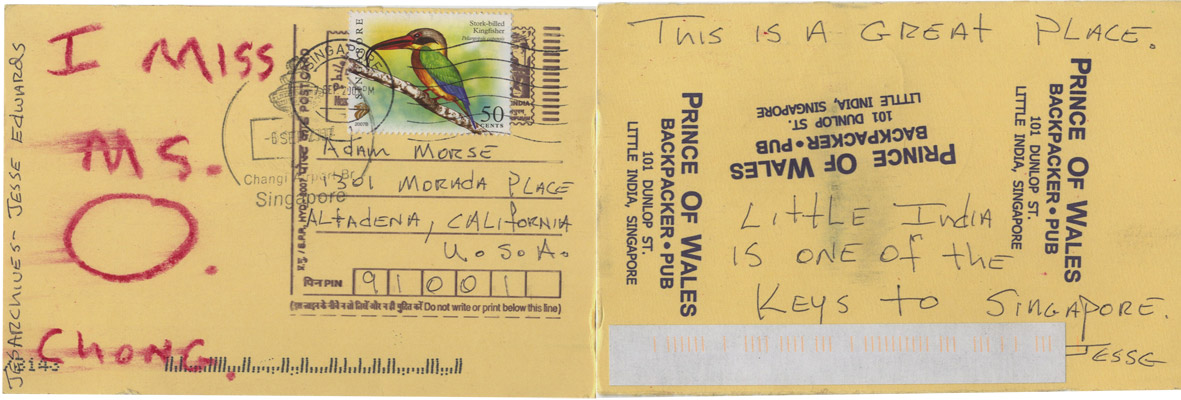 I MISS
MS.
O.
CHONG.
JESARCHIVES- JESSE EDWARDS
Stork-billed
Kingfisher
50
CENTS
SINGAPORE
Changi Airport Br.
Singapore
ADAM MORSE
1301 MORADA PLACE
ALTADENA, CALIFORNIA
U.S.A.
पिन PIN 91001
Do not write or print below this line)
THIS IS A GREAT PLACE.
PRINCE OF WALES
BACKPACKER • PUB
101 DUNLOP ST.
LITTLE INDIA, SINGAPORE
PRINCE OF WALES
BACKPACKER • PUB
101 DUNLOP ST.
LITTLE INDIA, SINGAPORE
PRINCE OF WALES
BACKPACKER • PUB
101 DUNLOP ST.
LITTLE INDIA, SINGAPORE
LITTLE INDIA
IS ONE OF THE
KEYS TO SINGAPORE.
JESSE